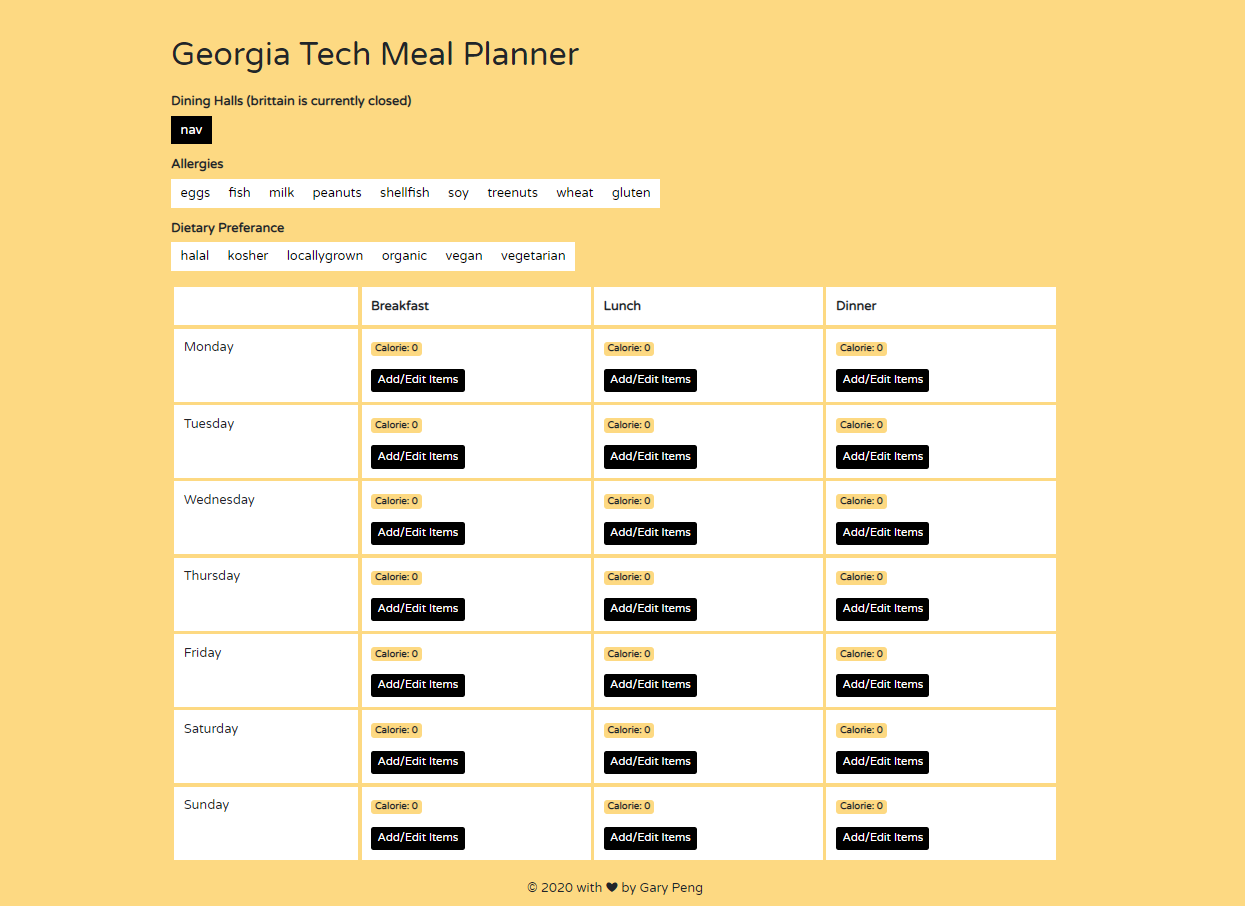 Georgia Tech Meal Planner
Dining Halls (brittain is currently closed)
nav
Allergies
eggs fish milk peanuts shellfish soy treenuts wheat gluten
Dietary Preferance
halal kosher locallygrown organic vegan vegetarian
Breakfast Lunch Dinner
Monday Calorie: 0 Calorie: 0 Calorie: 0
Add/Edit Items Add/Edit Items Add/Edit Items
Tuesday Calorie: 0 Calorie: 0 Calorie: 0
Add/Edit Items Add/Edit Items Add/Edit Items
Wednesday Calorie: 0 Calorie: 0 Calorie: 0
Add/Edit Items Add/Edit Items Add/Edit Items
Thursday Calorie: 0 Calorie: 0 Calorie: 0
Add/Edit Items Add/Edit Items Add/Edit Items
Friday Calorie: 0 Calorie: 0 Calorie: 0
Add/Edit Items Add/Edit Items Add/Edit Items
Saturday Calorie: 0 Calorie: 0 Calorie: 0
Add/Edit Items Add/Edit Items Add/Edit Items
Sunday Calorie: 0 Calorie: 0 Calorie: 0
Add/Edit Items Add/Edit Items Add/Edit Items
© 2020 with ♥ by Gary Peng